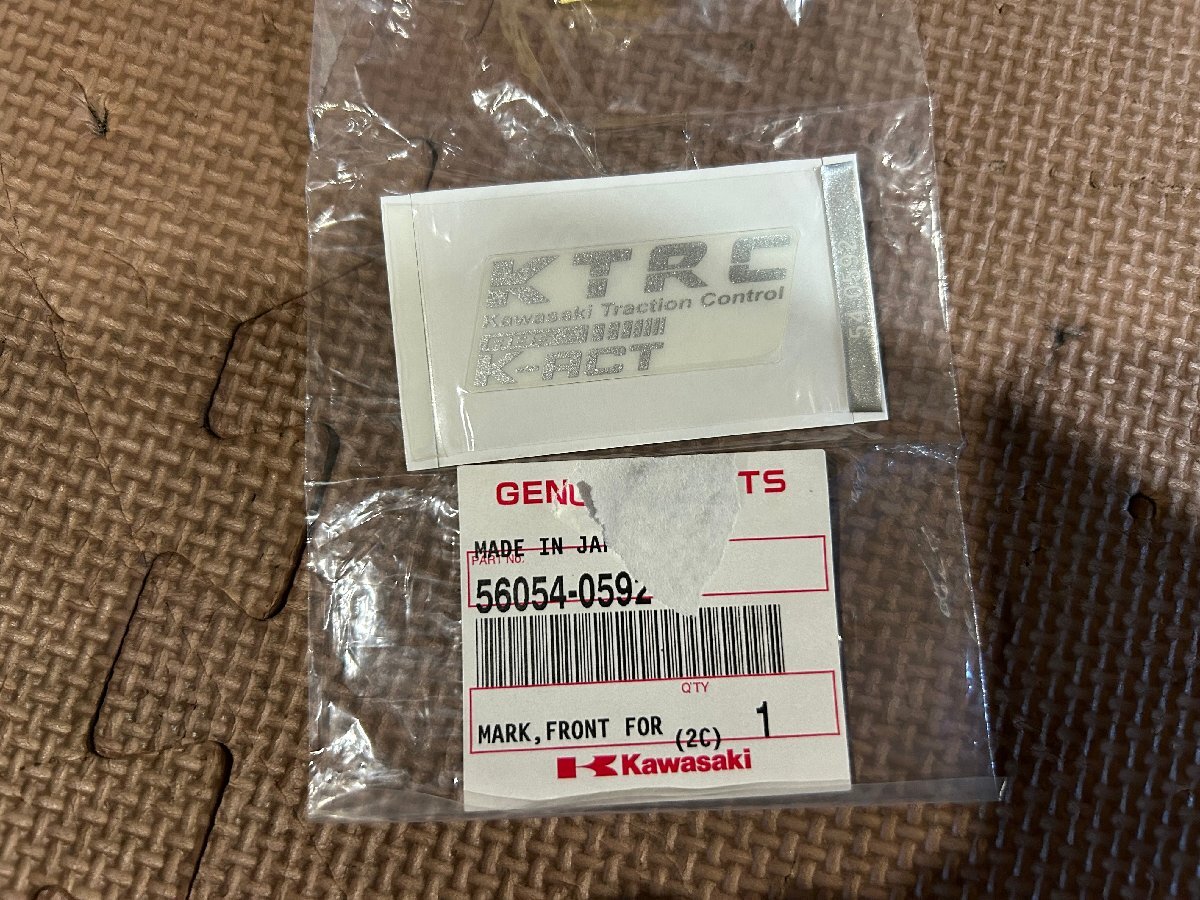 KTRC
Kawasaki Traction Control
K-ACT
GENU TS
MADE IN JA
PART No.
56054-0592
Q'TY
MARK,FRONT FOR (2C) 1
Kawasaki